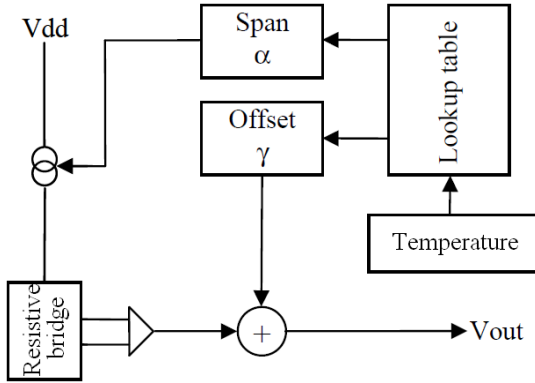 Vdd
Span
α
Lookup table
Offset
γ
Temperature
Resistive
bridge
+
Vout